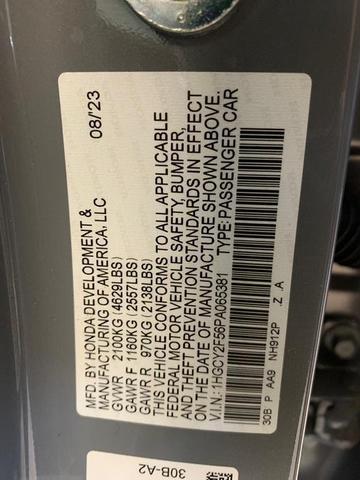 MFD. BY HONDA DEVELOPMENT & 08/23
MANUFACTURING OF AMERICA, LLC
GVWR 2100KG (4629LBS)
GAWR F 1160KG (2557LBS)
GAWR R 970KG (2138LBS)
THIS VEHICLE CONFORMS TO ALL APPLICABLE
FEDERAL MOTOR VEHICLE SAFETY, BUMPER,
AND THEFT PREVENTION STANDARDS IN EFFECT
ON THE DATE OF MANUFACTURE SHOWN ABOVE.
V.I.N.: 1HGCY2F56PA065381 TYPE: PASSENGER CAR
30B P AA9 NH912P .Z .A
30B-A2